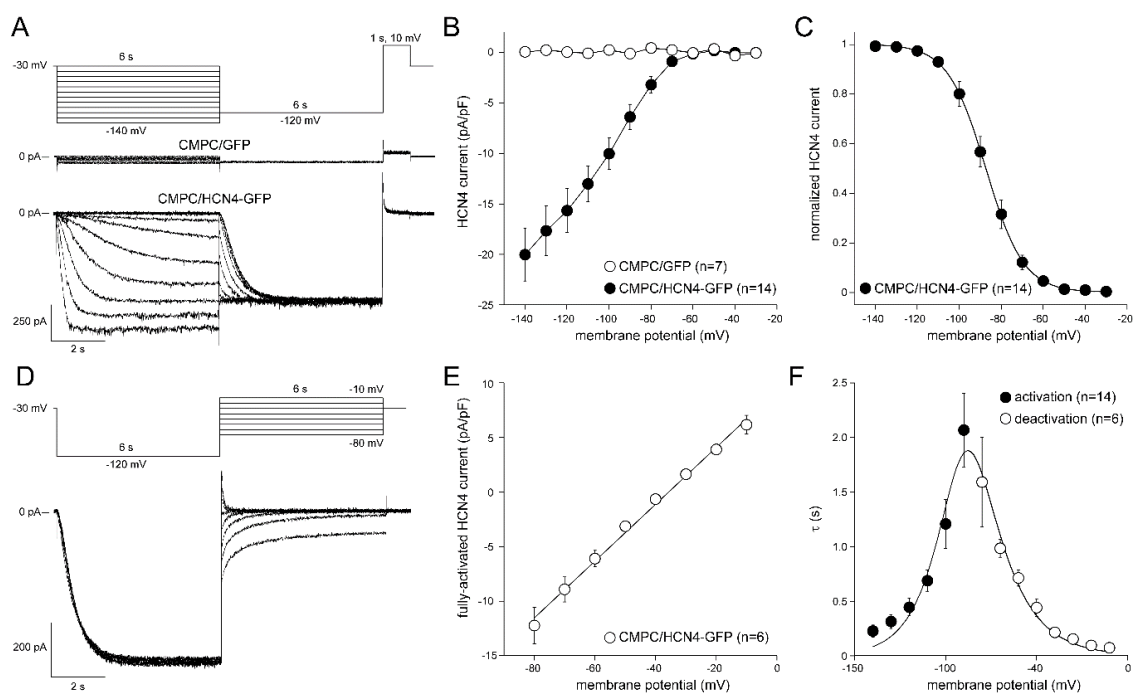 A
1 s, 10 mV
6 s
-30 mV
6 s
-120 mV
-140 mV
CMPC/GFP
0 pA
CMPC/HCN4-GFP
0 pA
250 pA
2 s
B
0
-5
-10
-15
-20
-25
HCN4 current (pA/pF)
CMPC/GFP (n=7)
CMPC/HCN4-GFP (n=14)
-140 -120 -100 -80 -60 -40 -20
membrane potential (mV)
C
1
0.8
0.6
0.4
0.2
0
normalized HCN4 current
CMPC/HCN4-GFP (n=14)
-140 -120 -100 -80 -60 -40 -20
membrane potential (mV)
D
6 s
-10 mV
-30 mV
6 s
-120 mV
-80 mV
0 pA
200 pA
2 s
E
10
5
0
-5
-10
-15
fully-activated HCN4 current (pA/pF)
CMPC/HCN4-GFP (n=6)
-80 -60 -40 -20 0
membrane potential (mV)
F
2.5
2.0
1.5
1.0
0.5
0
τ (s)
activation (n=14)
deactivation (n=6)
-150 -100 -40 0
membrane potential (mV)